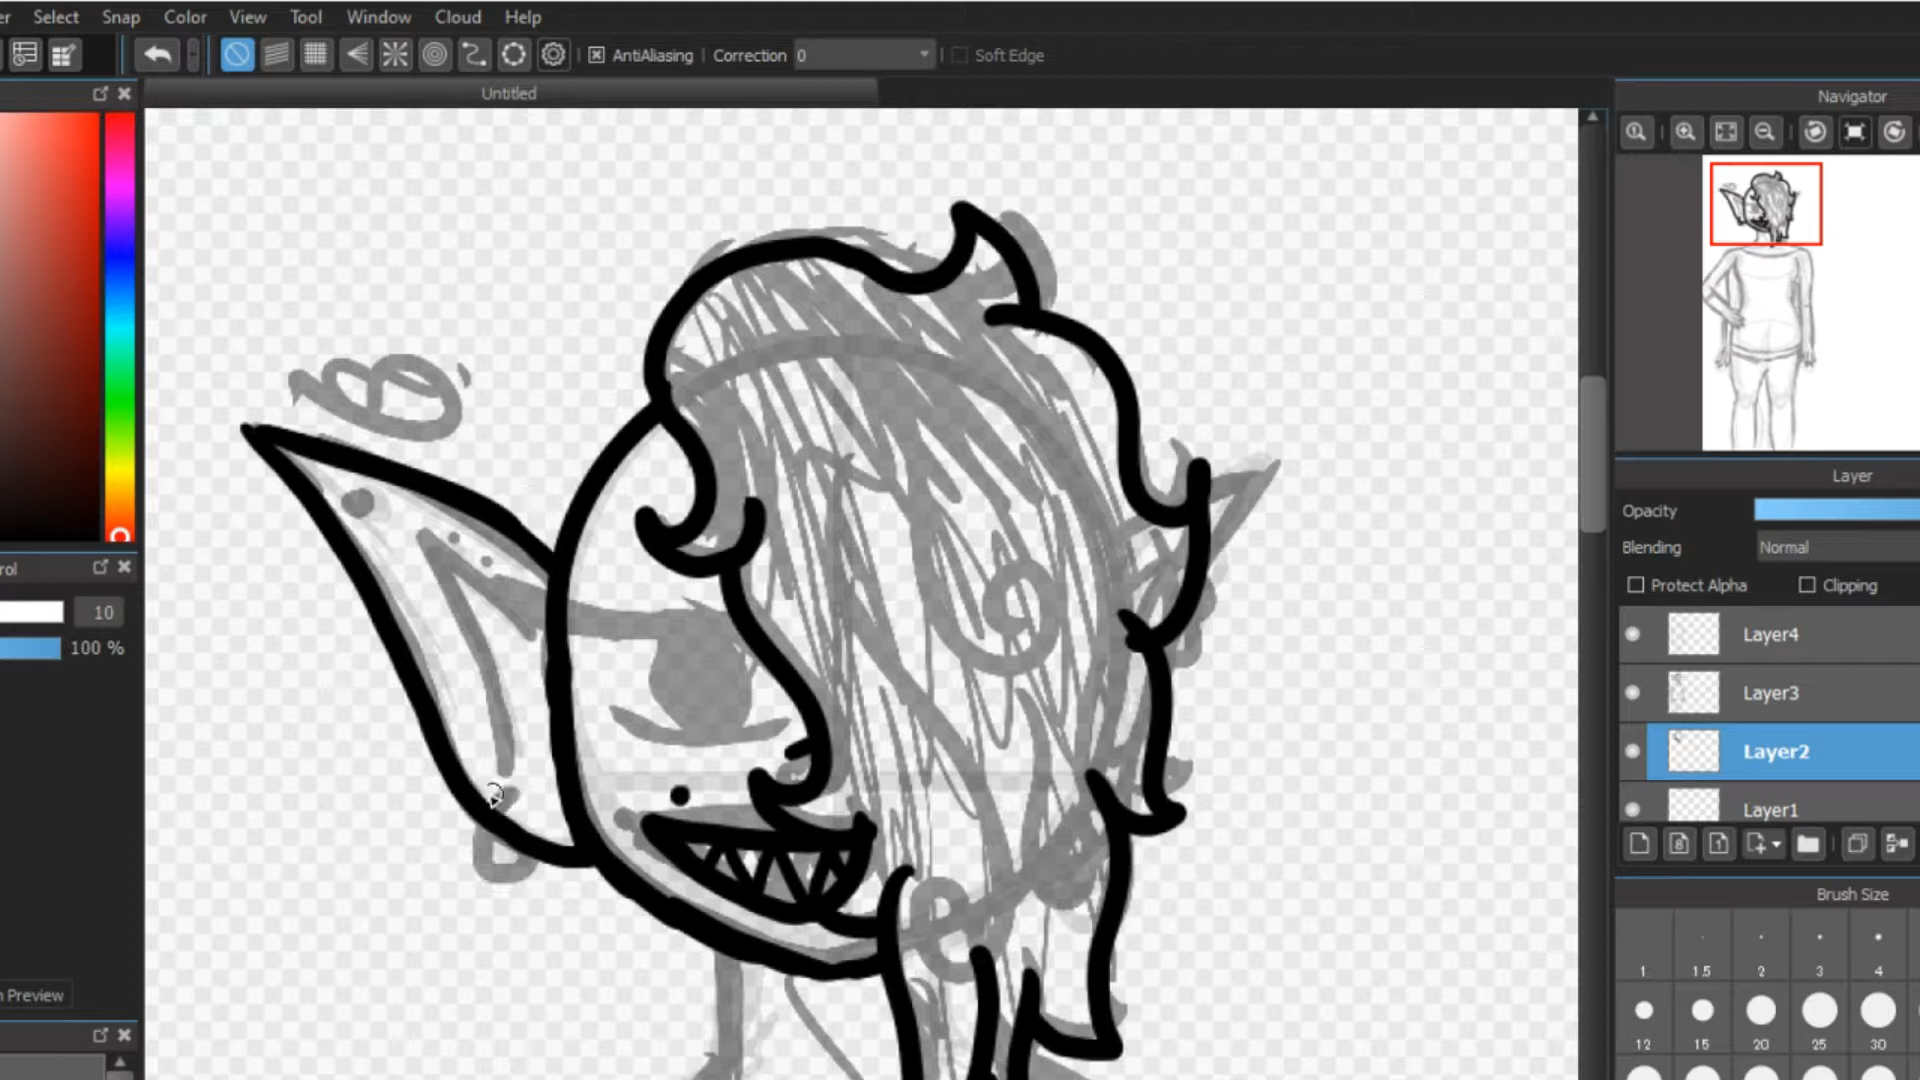 Select Snap Color View Tool Window Cloud Help
AntiAliasing Correction 0 Soft Edge
Untitled
Navigator
Layer
Opacity
Blending Normal
Protect Alpha Clipping
Layer4
Layer3
Layer2
Layer1
8 1
Brush Size
1 1.5 2 3 4
12 15 20 25 30
10
100 %
Preview